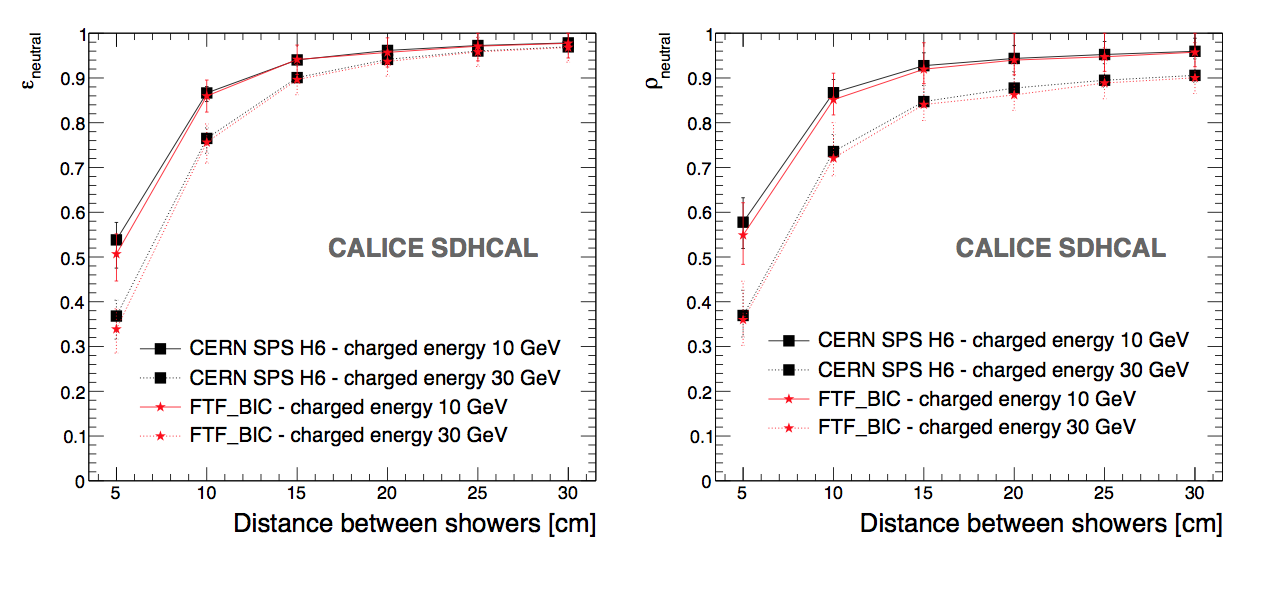 ε neutral
1
0.9
0.8
0.7
0.6
0.5
0.4
0.3
0.2
0.1
0
CALICE SDHCAL
CERN SPS H6 - charged energy 10 GeV
CERN SPS H6 - charged energy 30 GeV
FTF_BIC - charged energy 10 GeV
FTF_BIC - charged energy 30 GeV
5 10 15 20 25 30
Distance between showers [cm]
ρ neutral
1
0.9
0.8
0.7
0.6
0.5
0.4
0.3
0.2
0.1
0
CALICE SDHCAL
CERN SPS H6 - charged energy 10 GeV
CERN SPS H6 - charged energy 30 GeV
FTF_BIC - charged energy 10 GeV
FTF_BIC - charged energy 30 GeV
5 10 15 20 25 30
Distance between showers [cm]